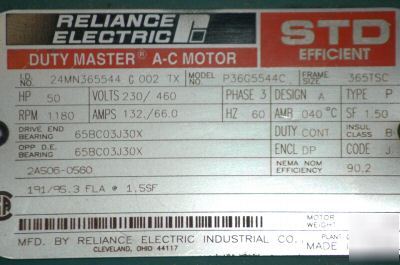 RELIANCE ELECTRIC
STD EFFICIENT
DUTY MASTER® A-C MOTOR
I.D. NO. 24MN365544 G 002 TX MODEL NO. P36G5544C FRAME SIZE 365TSC
HP 50 VOLTS 230/ 460 PHASE 3 DESIGN A TYPE P
RPM 1180 AMPS 132./66.0 HZ 60 AMB 040°C SF 1.50
DRIVE END BEARING 65BC03J30X DUTY CONT INSUL CLASS B
OPP D.E. BEARING 65BC03J30X ENCL DP CODE J
2A506-0560 NEMA NOM EFFICIENCY 90.2
191/95.3 FLA @ 1.5SF
MOTOR WEIGHT
MFD. BY RELIANCE ELECTRIC INDUSTRIAL CO., PLANT-
CLEVELAND, OHIO 44117 MADE